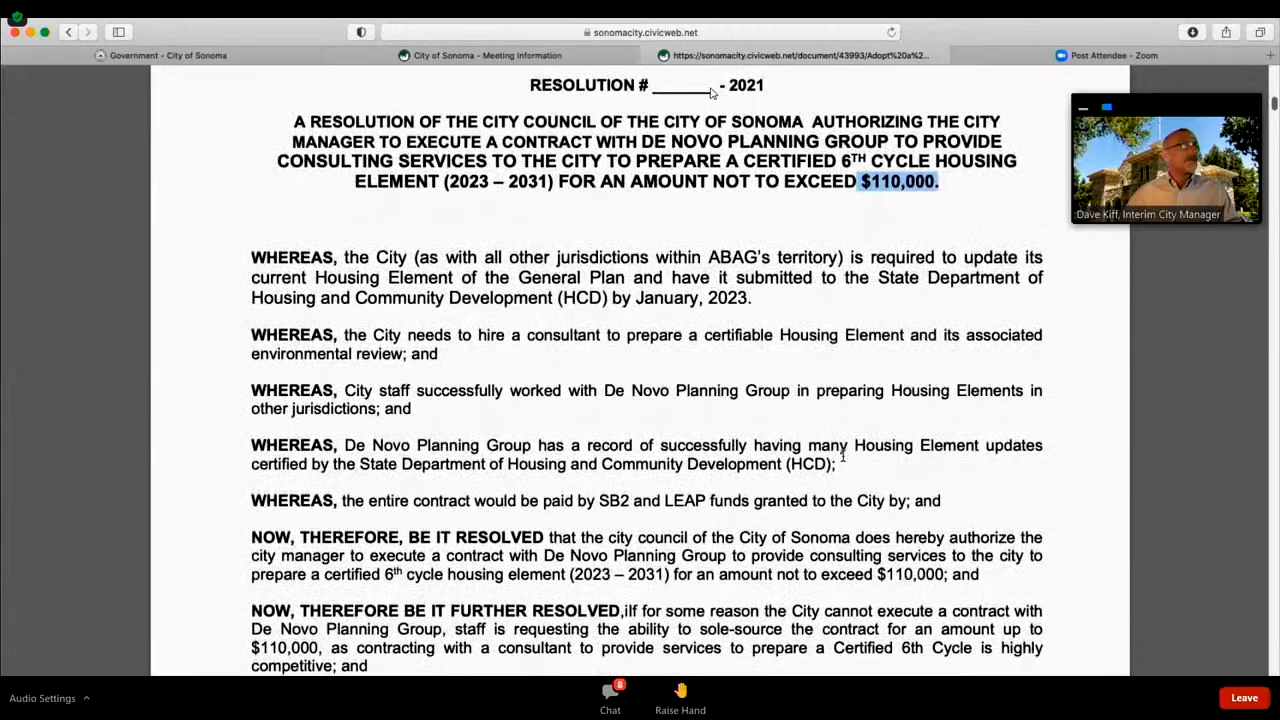 sonomacity.civicweb.net
Government - City of Sonoma
City of Sonoma - Meeting Information
https://sonomacity.civicweb.net/document/43993/Adopt%20a%2...
Post Attendee - Zoom
RESOLUTION # _______ - 2021
A RESOLUTION OF THE CITY COUNCIL OF THE CITY OF SONOMA AUTHORIZING THE CITY
MANAGER TO EXECUTE A CONTRACT WITH DE NOVO PLANNING GROUP TO PROVIDE
CONSULTING SERVICES TO THE CITY TO PREPARE A CERTIFIED 6TH CYCLE HOUSING
ELEMENT (2023 – 2031) FOR AN AMOUNT NOT TO EXCEED $110,000.
Dave Kiff, Interim City Manager
WHEREAS, the City (as with all other jurisdictions within ABAG's territory) is required to update its
current Housing Element of the General Plan and have it submitted to the State Department of
Housing and Community Development (HCD) by January, 2023.
WHEREAS, the City needs to hire a consultant to prepare a certifiable Housing Element and its associated
environmental review; and
WHEREAS, City staff successfully worked with De Novo Planning Group in preparing Housing Elements in
other jurisdictions; and
WHEREAS, De Novo Planning Group has a record of successfully having many Housing Element updates
certified by the State Department of Housing and Community Development (HCD);
WHEREAS, the entire contract would be paid by SB2 and LEAP funds granted to the City by; and
NOW, THEREFORE, BE IT RESOLVED that the city council of the City of Sonoma does hereby authorize the
city manager to execute a contract with De Novo Planning Group to provide consulting services to the city to
prepare a certified 6th cycle housing element (2023 – 2031) for an amount not to exceed $110,000; and
NOW, THEREFORE BE IT FURTHER RESOLVED,iIf for some reason the City cannot execute a contract with
De Novo Planning Group, staff is requesting the ability to sole-source the contract for an amount up to
$110,000, as contracting with a consultant to provide services to prepare a Certified 6th Cycle is highly
competitive; and
Audio Settings
8
Chat
Raise Hand
Leave